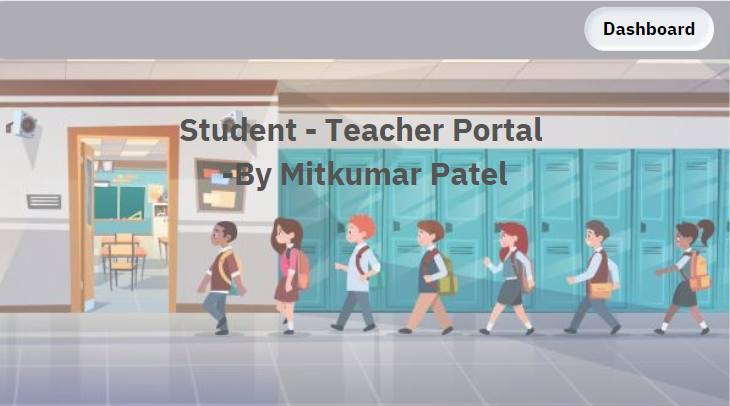 Dashboard
Student - Teacher Portal
-By Mitkumar Patel